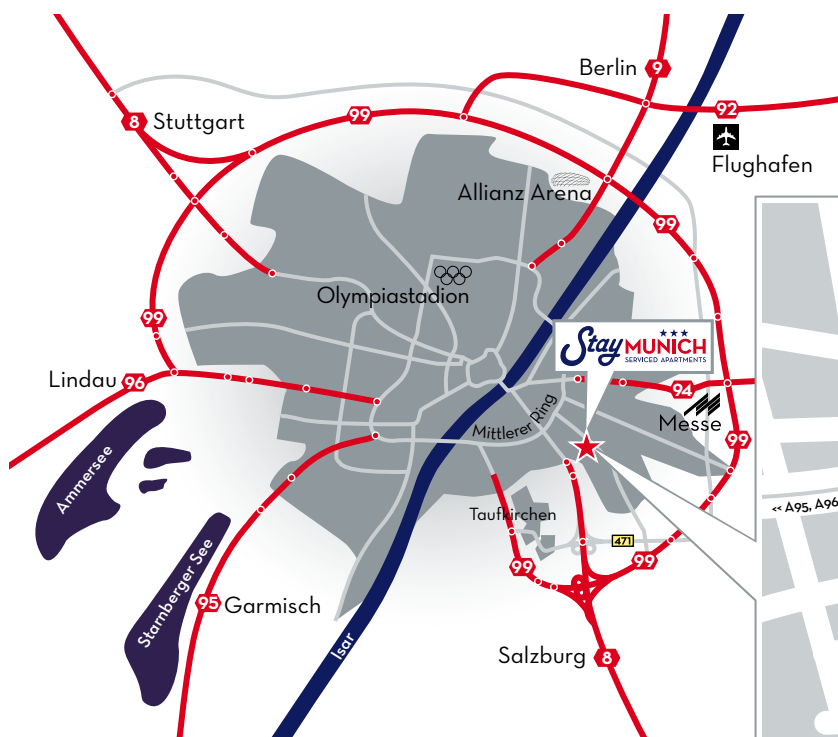 Berlin
9
92
99
8
Stuttgart
Flughafen
Allianz Arena
99
Olympiastadion
99
Stay MUNICH
SERVICED APARTMENTS
Lindau
96
94
Mittlerer Ring
Messe
99
Ammersee
<< A95, A96
Taufkirchen
471
Starnberger See
99
99
95
Garmisch
Isar
Salzburg
8